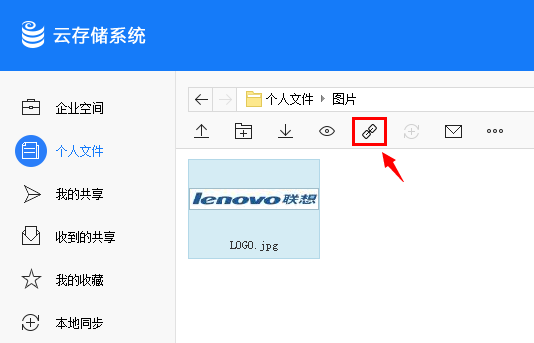 云存储系统
个人文件 图片
企业空间
个人文件
我的共享
收到的共享
我的收藏
本地同步
lenovo联想
LOGO.jpg